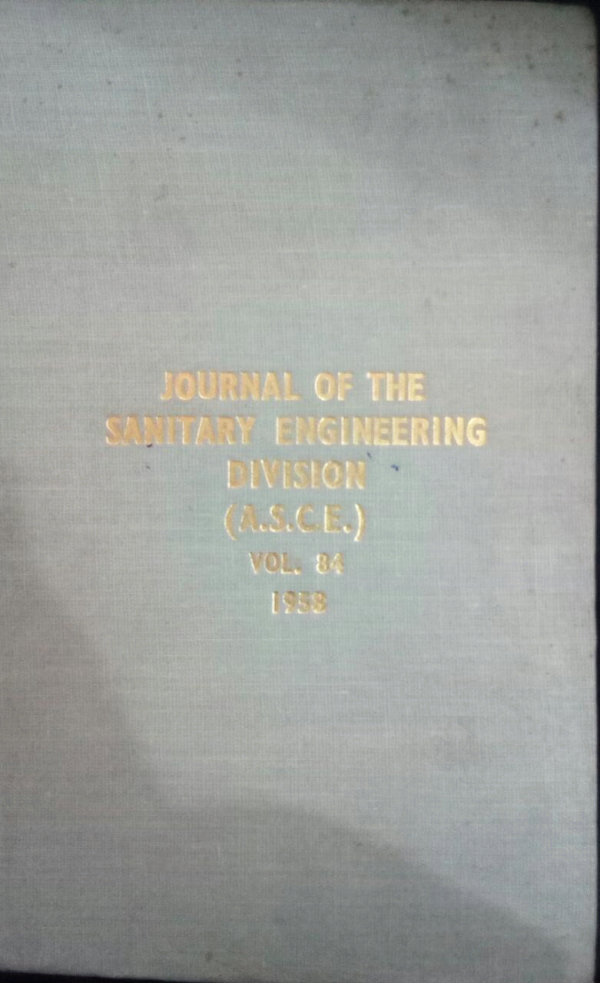 JOURNAL OF THE
SANITARY ENGINEERING
DIVISION
(A.S.C.E.)
VOL. 84
1958